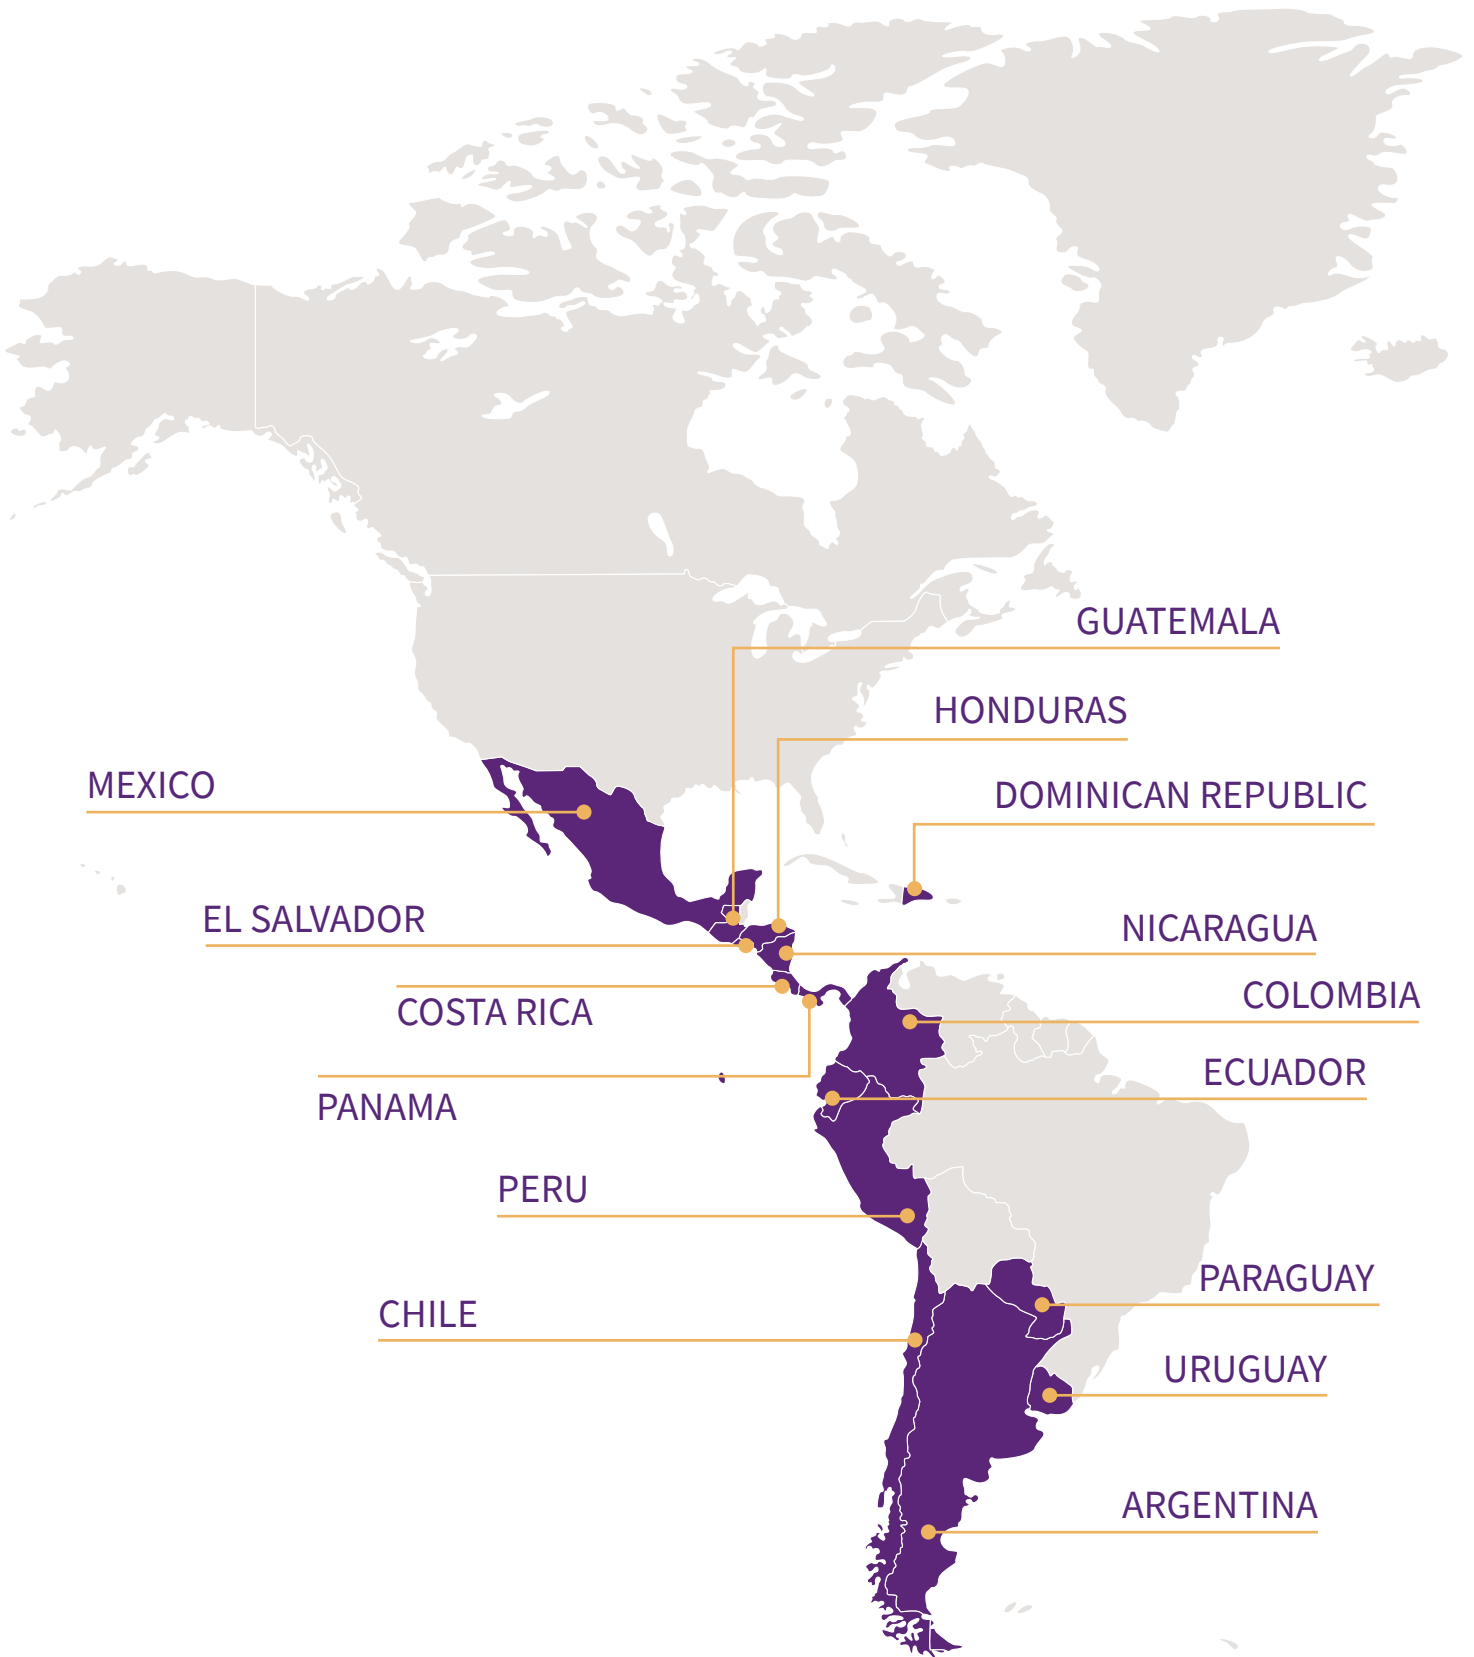 GUATEMALA
HONDURAS
MEXICO
DOMINICAN REPUBLIC
EL SALVADOR
NICARAGUA
COLOMBIA
COSTA RICA
ECUADOR
PANAMA
PERU
PARAGUAY
CHILE
URUGUAY
ARGENTINA